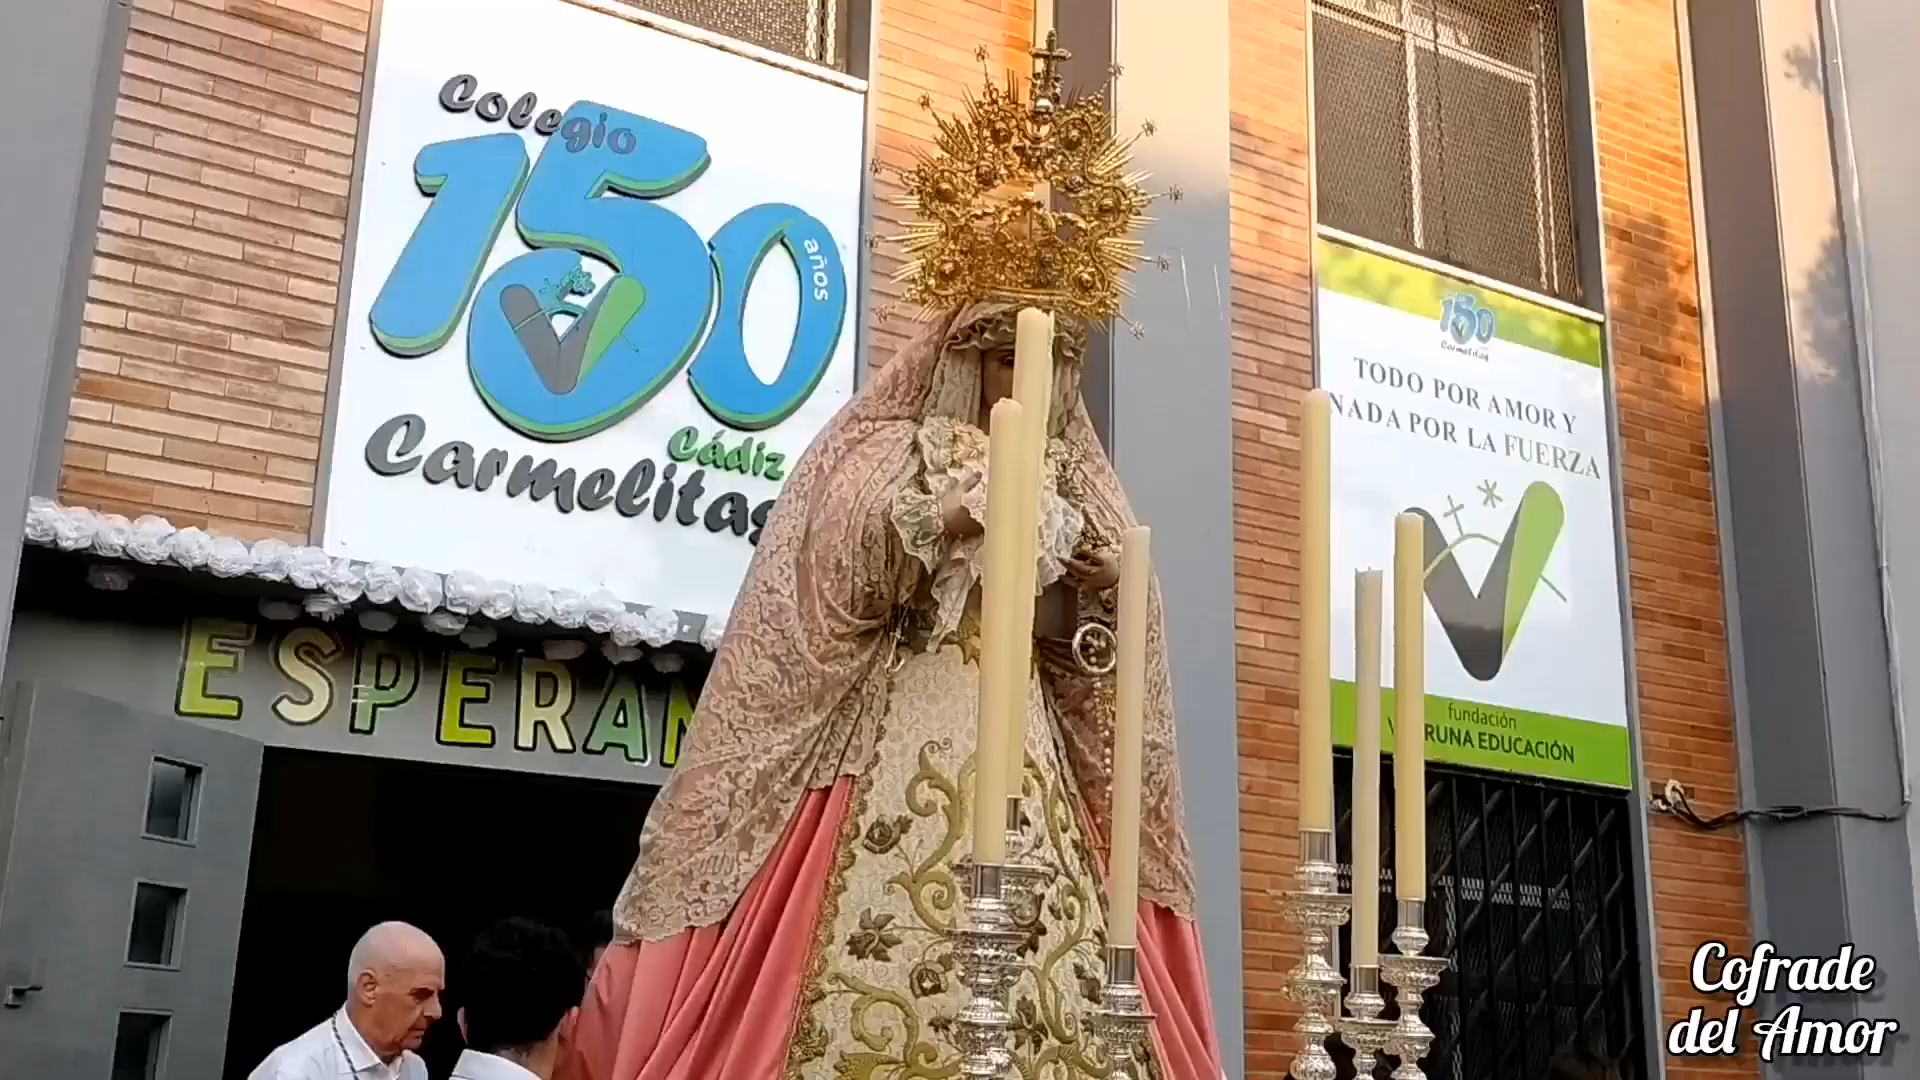 Colegio
150
años
Cádiz
Carmelitas
ESPERAN
150
Carmelitas
TODO POR AMOR Y
NADA POR LA FUERZA
fundación
EDUCACIÓN
Cofrade
del Amor